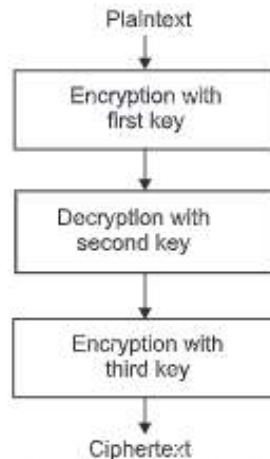 Plaintext
Encryption with
first key
Decryption with
second key
Encryption with
third key
Ciphertext